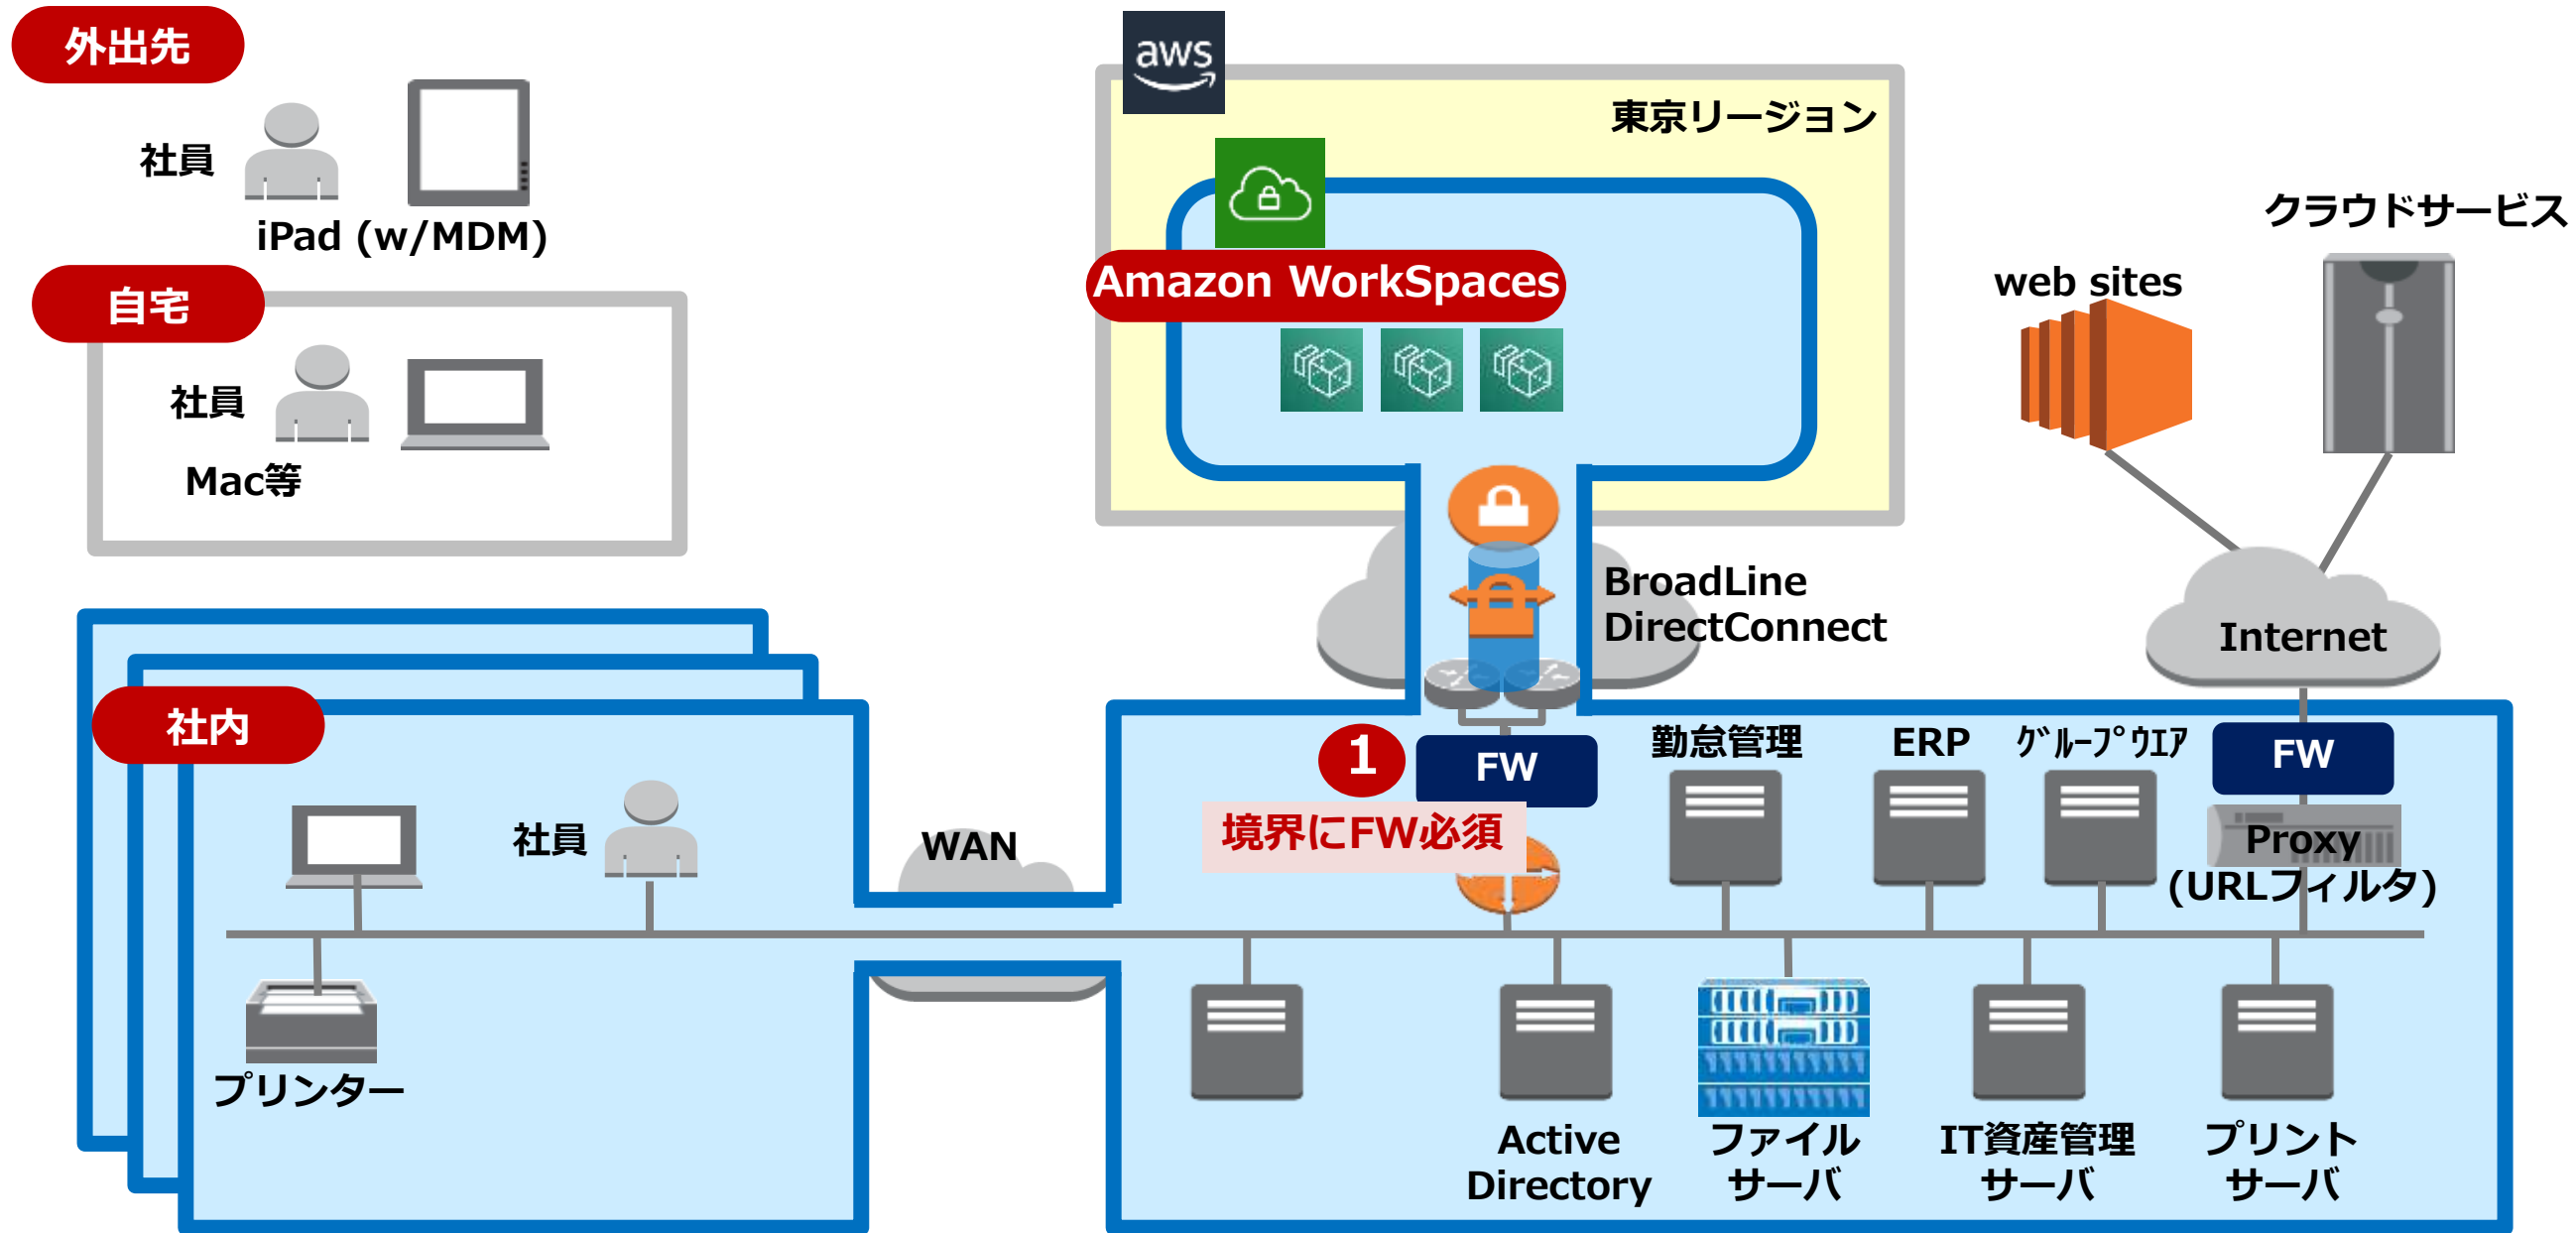 外出先
社員
iPad (w/MDM)
自宅
社員
Mac等
aws
東京リージョン
Amazon WorkSpaces
BroadLine
DirectConnect
クラウドサービス
web sites
Internet
社内
社員
プリンター
WAN
1
FW
境界にFW必須
勤怠管理
ERP
ｸﾞﾙｰﾌﾟｳｴｱ
FW
Proxy
(URLフィルタ)
Active
Directory
ファイル
サーバ
IT資産管理
サーバ
プリント
サーバ